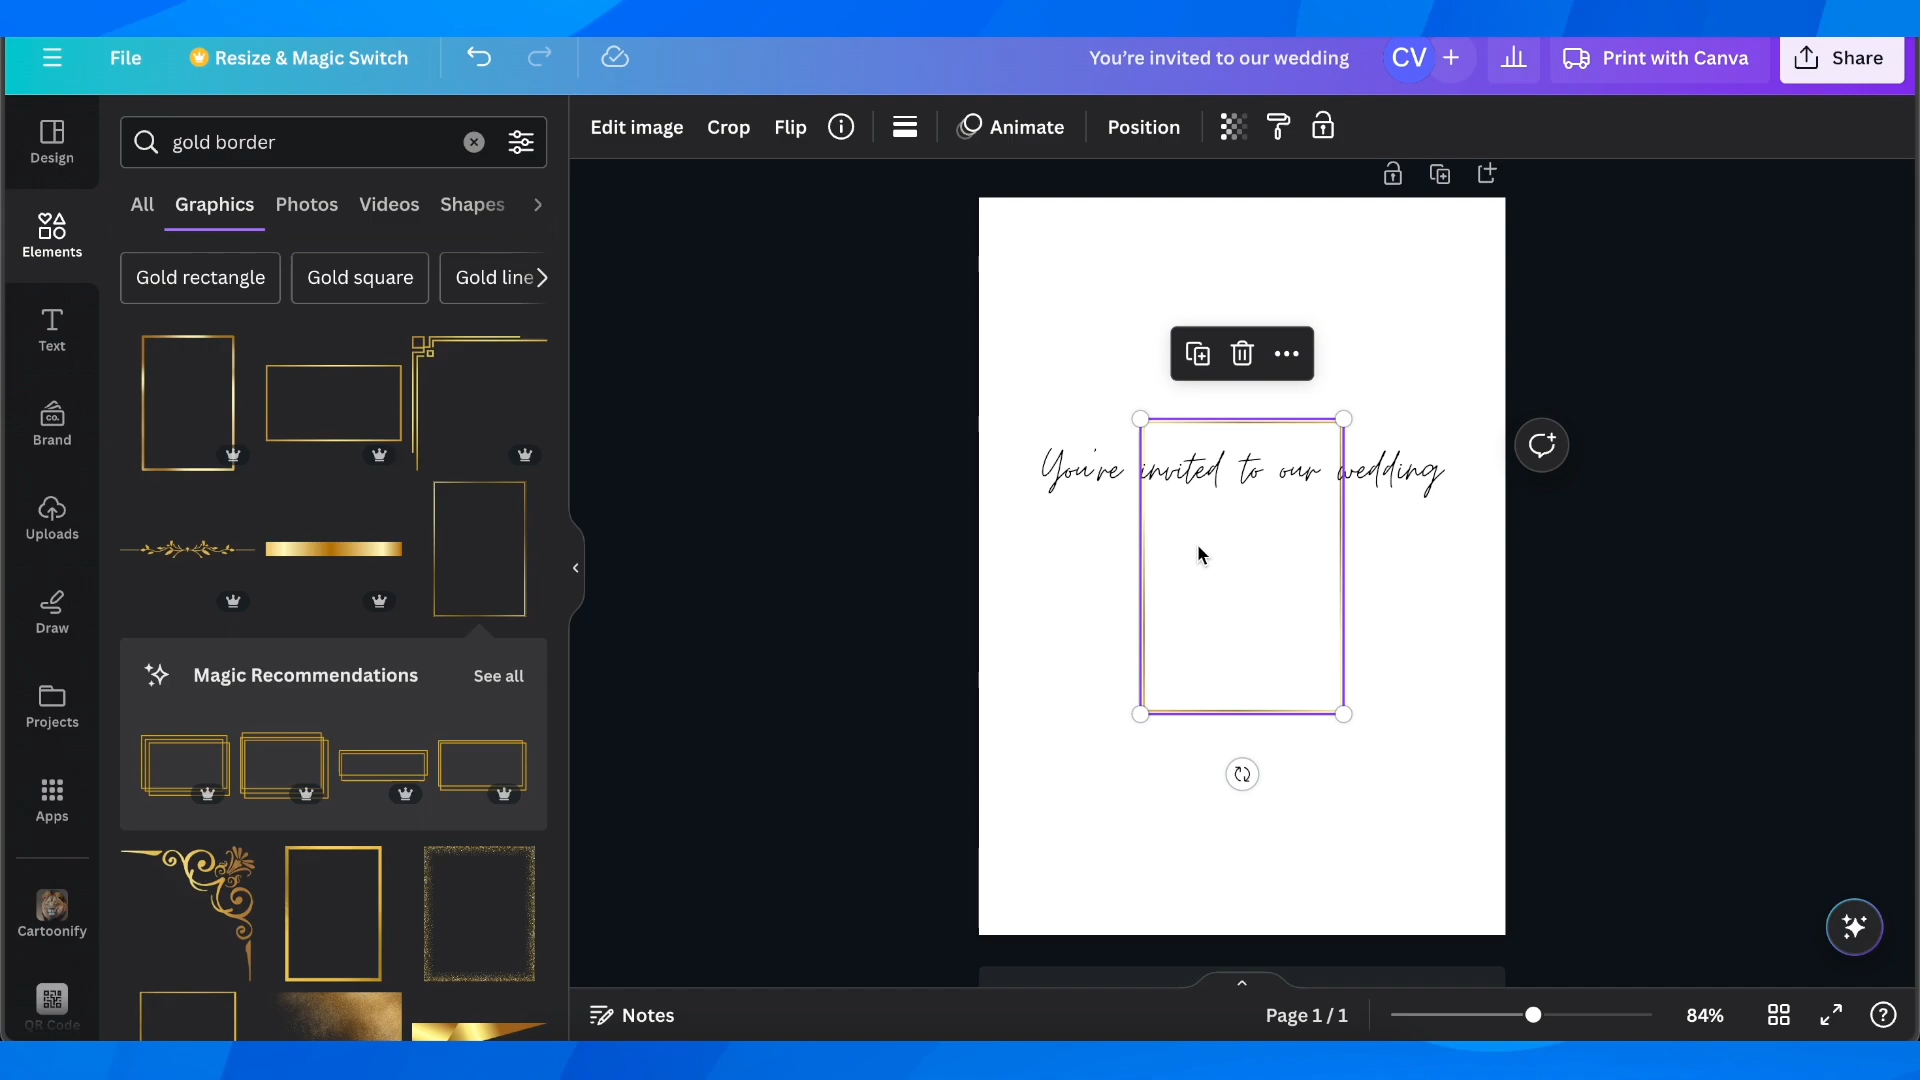 File
Resize & Magic Switch
You're invited to our wedding
CV
Print with Canva
Share
Design
Elements
Text
Brand
co.
Uploads
Draw
Projects
Apps
Cartoonify
QR Code
gold border
All
Graphics
Photos
Videos
Shapes
Gold rectangle
Gold square
Gold line
Magic Recommendations
See all
Edit image
Crop
Flip
Animate
Position
You're invited to our wedding
Notes
Page 1 / 1
84%